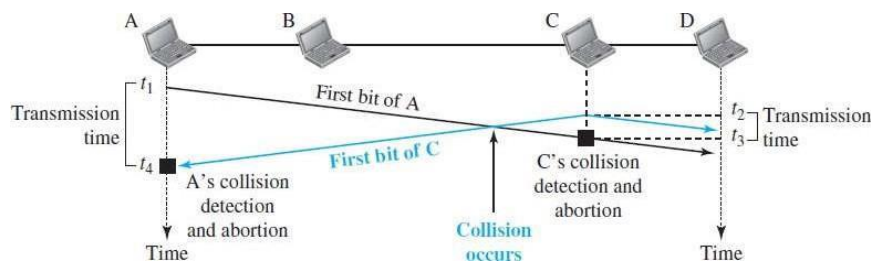 A
B
C
D
t1
First bit of A
t2
Transmission
time
Transmission
time
t3
First bit of C
t4
A's collision
detection
and abortion
C's collision
detection and
abortion
Collision
occurs
Time
Time